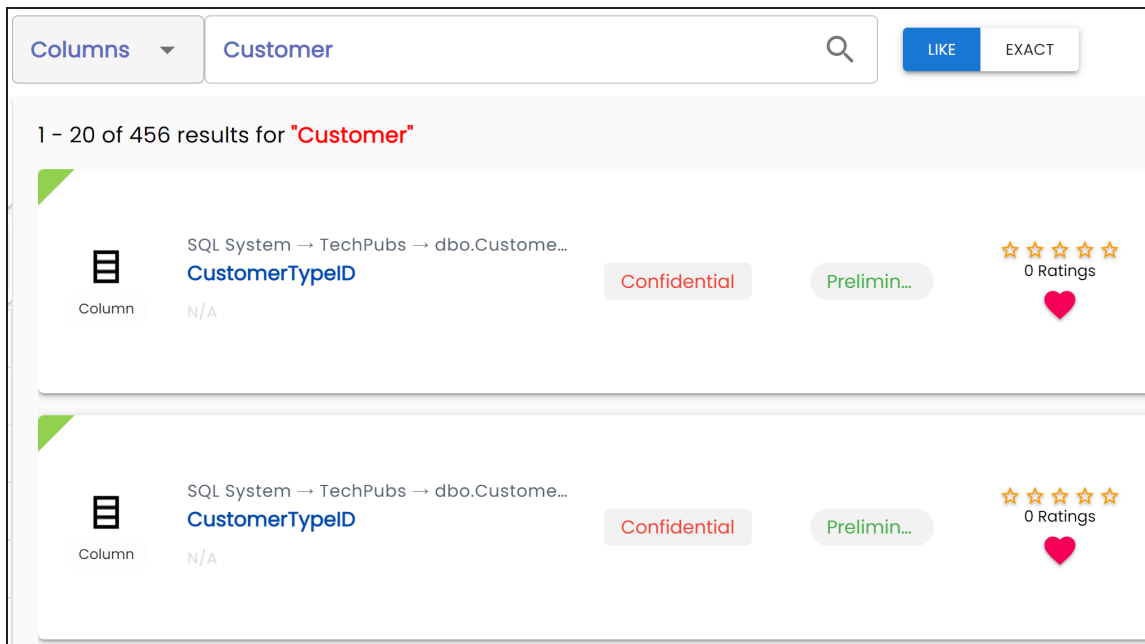 Columns
Customer
LIKE
EXACT
1 - 20 of 456 results for "Customer"
SQL System → TechPubs → dbo.Custome...
CustomerTypeID
N/A
Column
Confidential
Prelimin...
0 Ratings
SQL System → TechPubs → dbo.Custome...
CustomerTypeID
N/A
Column
Confidential
Prelimin...
0 Ratings